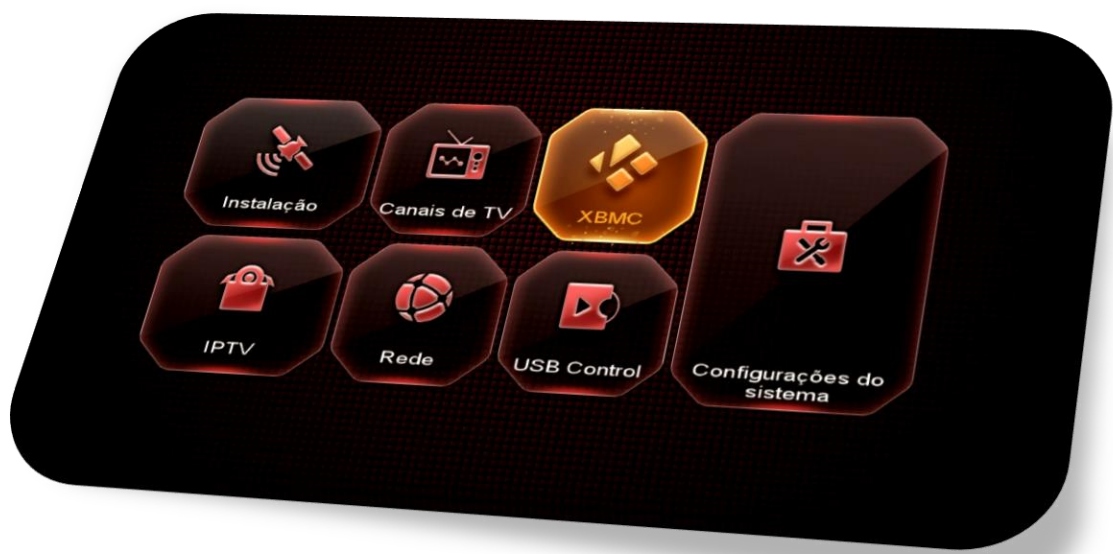 Instalação
Canais de TV
XBMC
IPTV
Rede
USB Control
Configurações do
sistema